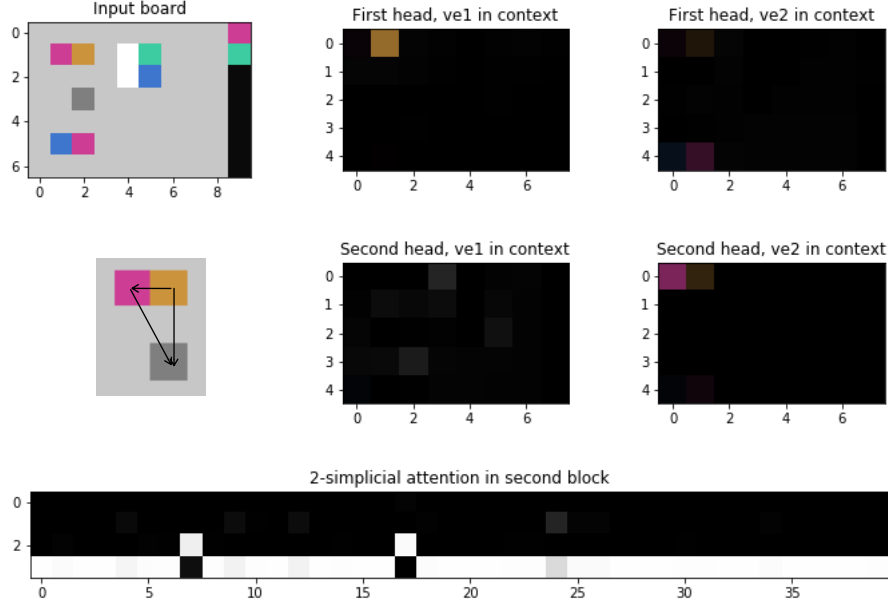 Input board
First head, ve1 in context
First head, ve2 in context
0
2
4
6
0 2 4 6 8
0
1
2
3
4
0 2 4 6
0
1
2
3
4
0 2 4 6
Second head, ve1 in context
Second head, ve2 in context
0
1
2
3
4
0 2 4 6
0
1
2
3
4
0 2 4 6
2-simplicial attention in second block
0
2
0 5 10 15 20 25 30 35